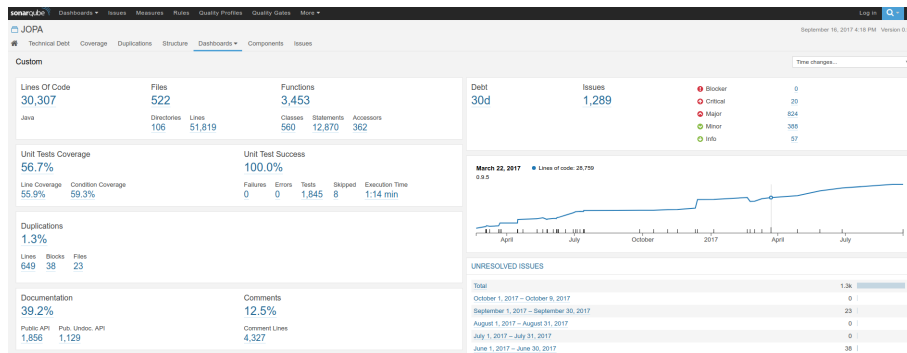 sonarqube Dashboards Issues Measures Rules Quality Profiles Quality Gates More Log in
JOPA
September 16, 2017 4:18 PM Version 0.
Technical Debt Coverage Duplications Structure Dashboards Components Issues
Custom
Time changes...
Lines Of Code Files Functions
30,307 522 3,453
Java Directories Lines Classes Statements Accessors
106 51,819 560 12,870 362
Debt Issues
30d 1,289
Blocker 0
Critical 20
Major 824
Minor 388
Info 57
Unit Tests Coverage Unit Test Success
56.7% 100.0%
Line Coverage Condition Coverage Failures Errors Tests Skipped Execution Time
55.9% 59.3% 0 0 1,845 8 1:14 min
March 22, 2017 Lines of code: 28,759
0.9.5
April July October 2017 April July
Duplications
1.3%
Lines Blocks Files
649 38 23
Documentation Comments
39.2% 12.5%
Public API Pub. Undoc. API Comment Lines
1,856 1,129 4,327
UNRESOLVED ISSUES
Total 1.3k
October 1, 2017 – October 9, 2017 0
September 1, 2017 – September 30, 2017 23
August 1, 2017 – August 31, 2017 0
July 1, 2017 – July 31, 2017 0
June 1, 2017 – June 30, 2017 38